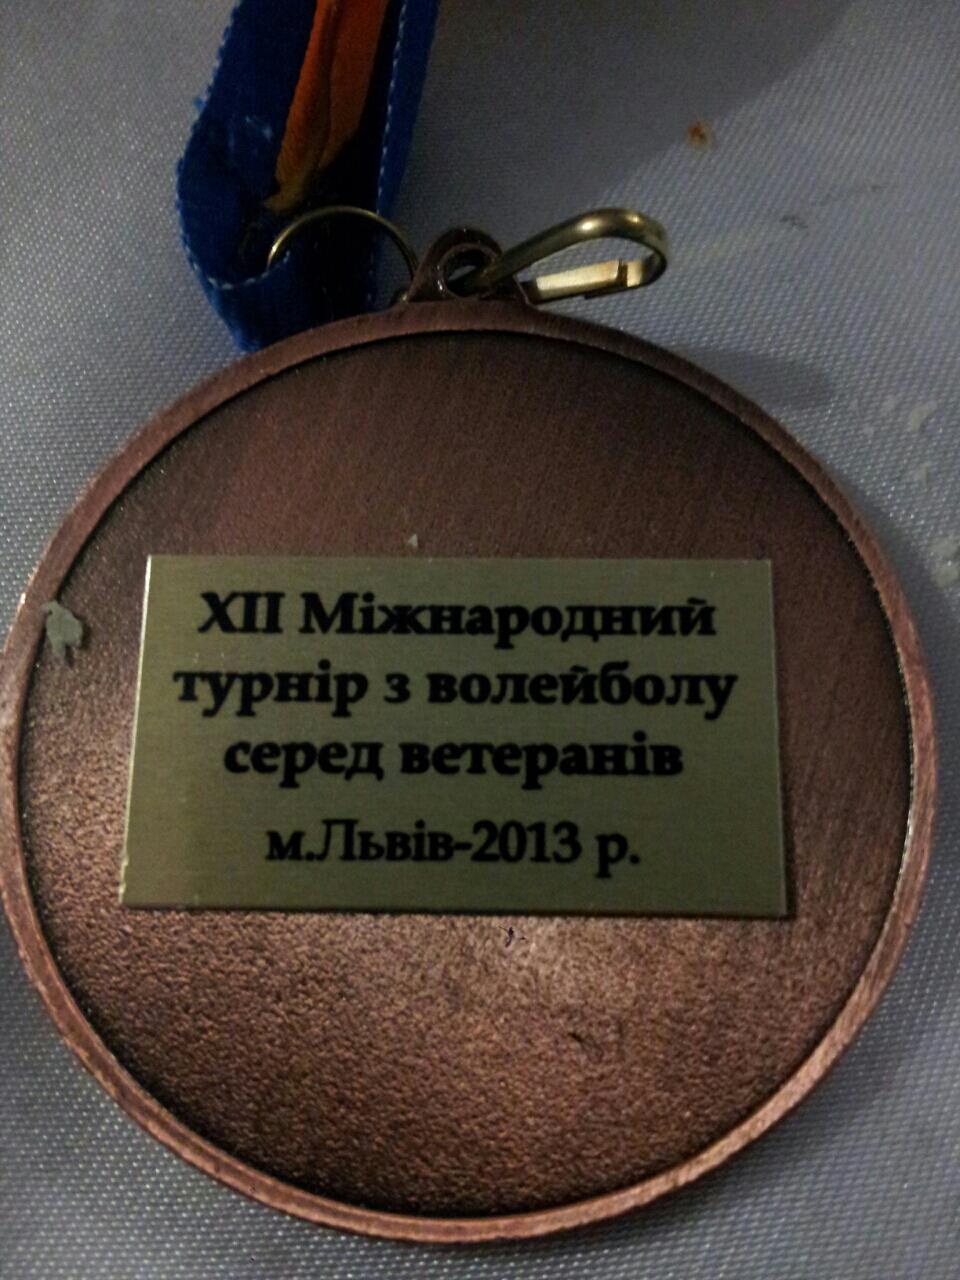 XII Міжнародний
турнір з волейболу
серед ветеранів
м.Львів-2013 р.